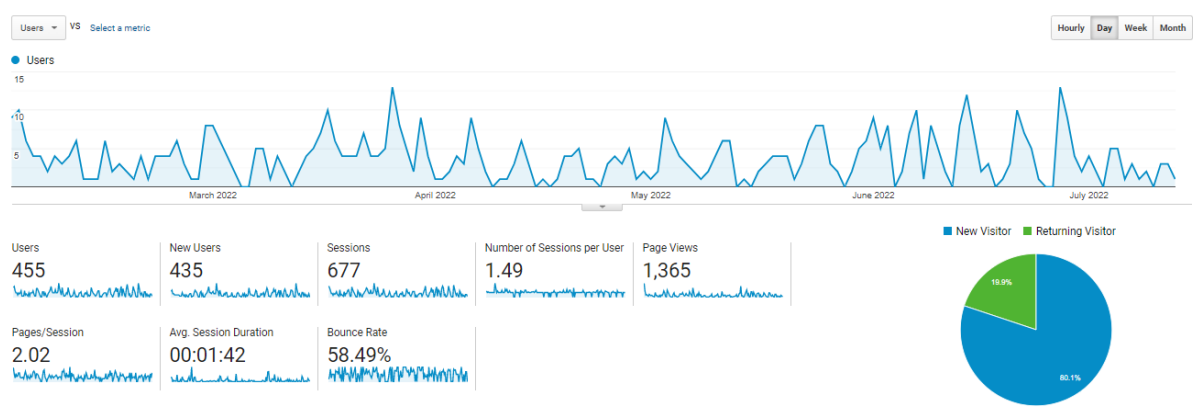 Users VS Select a metric
Hourly Day Week Month
Users
15
10
5
March 2022 April 2022 May 2022 June 2022 July 2022
New Visitor Returning Visitor
Users New Users Sessions Number of Sessions per User Page Views
455 435 677 1.49 1,365
19.9%
Pages/Session Avg. Session Duration Bounce Rate
2.02 00:01:42 58.49%
80.1%